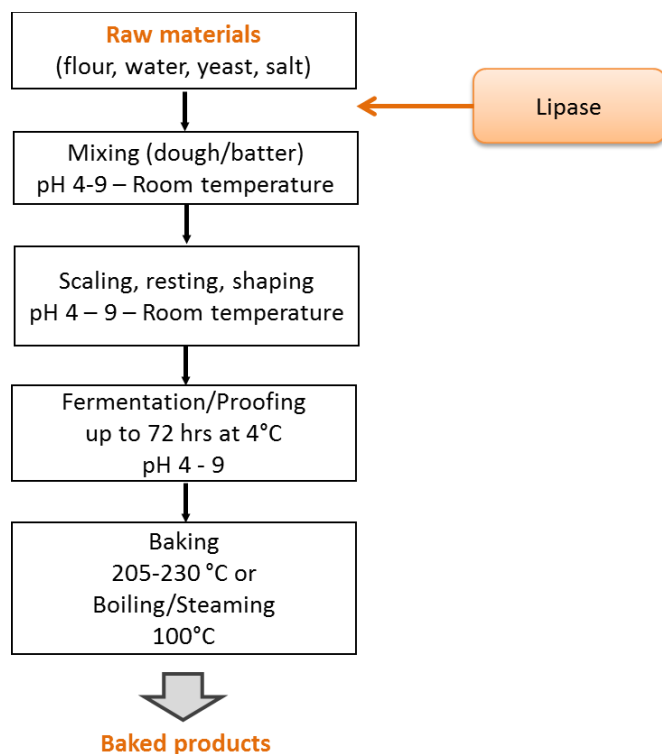 Raw materials
(flour, water, yeast, salt)
Lipase
Mixing (dough/batter)
pH 4-9 – Room temperature
Scaling, resting, shaping
pH 4 – 9 – Room temperature
Fermentation/Proofing
up to 72 hrs at 4°C
pH 4 - 9
Baking
205-230 °C or
Boiling/Steaming
100°C
Baked products